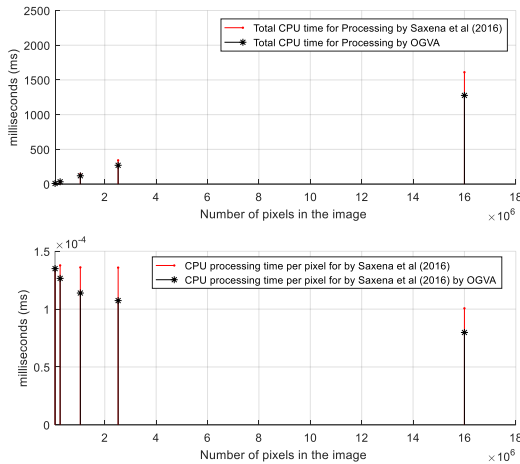 2500
2000
1500
1000
500
0
milliseconds (ms)
Total CPU time for Processing by Saxena et al (2016)
Total CPU time for Processing by OGVA
2 4 6 8 10 12 14 16 18
Number of pixels in the image
×10^6
×10^-4
1.5
1
0.5
0
milliseconds (ms)
CPU processing time per pixel for by Saxena et al (2016)
CPU processing time per pixel for by Saxena et al (2016) by OGVA
2 4 6 8 10 12 14 16 18
Number of pixels in the image
×10^6